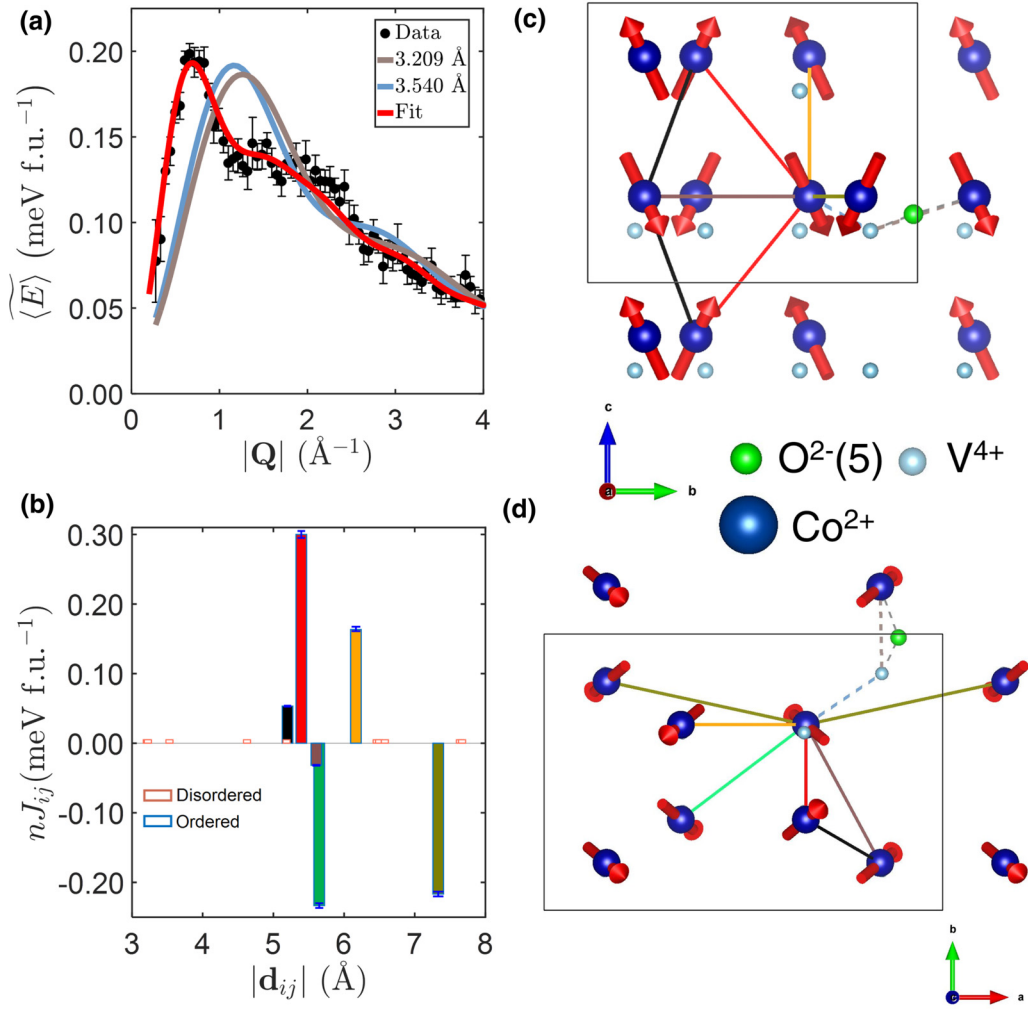 (a)
0.20
0.15
0.10
0.05
0.00
0
1
2
3
4
⟨E⟩~ (meV f.u.⁻¹)
|Q| (Å⁻¹)
Data
3.209 Å
3.540 Å
Fit
(b)
0.30
0.20
0.10
0.00
-0.10
-0.20
3
4
5
6
7
8
nJᵢⱼ(meV f.u.⁻¹)
|dᵢⱼ| (Å)
Disordered
Ordered
(c)
c
a
b
O²⁻(5)
V⁴⁺
Co²⁺
(d)
b
c
a